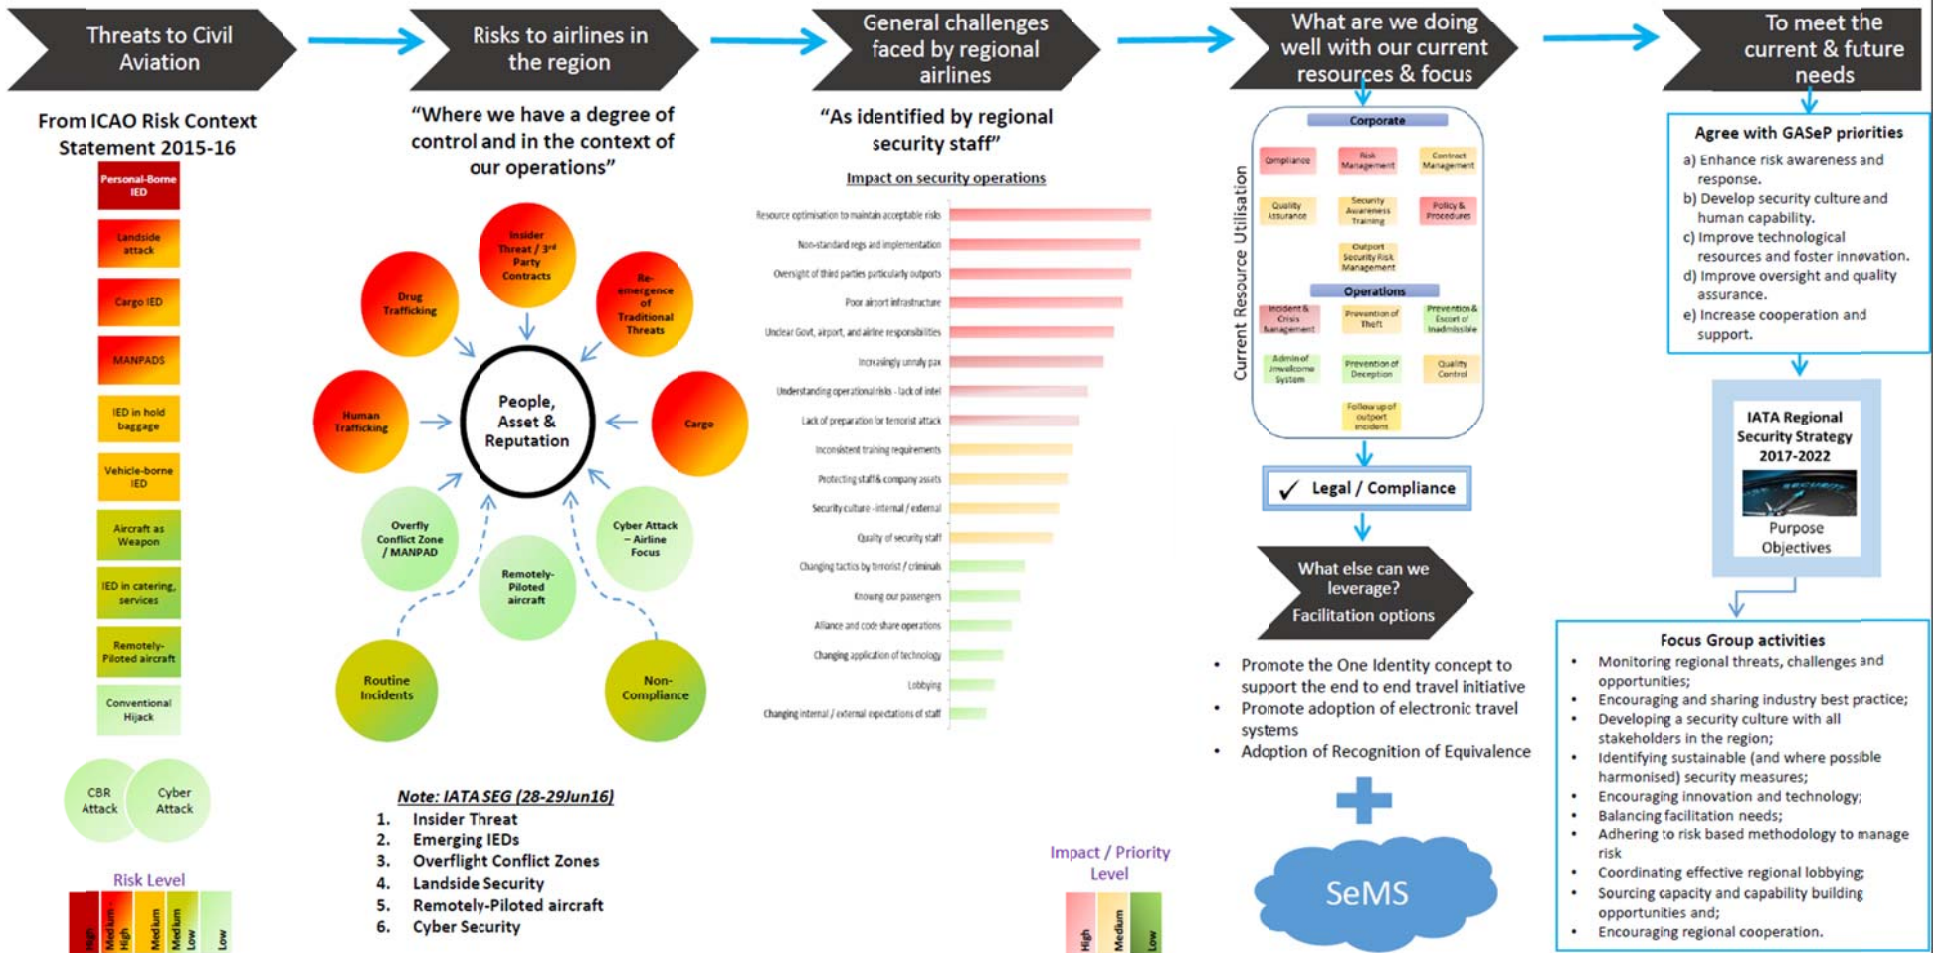 Threats to Civil
Aviation
Risks to airlines in
the region
General challenges
faced by regional
airlines
What are we doing
well with our current
resources & focus
To meet the
current & future
needs
From ICAO Risk Context
Statement 2015-16
Personal-Borne
IED
Landside
attack
Cargo IED
MANPADS
IED in hold
baggage
Vehicle-borne
IED
Aircraft as
Weapon
IED in catering,
services
Remotely-
Piloted aircraft
Conventional
Hijack
CBR
Attack
Cyber
Attack
Risk Level
High
Medium -
High
Medium
Medium
Low
Low
“Where we have a degree of
control and in the context of
our operations”
Insider
Threat / 3rd
Party
Contracts
Drug
Trafficking
Re-
emergence
of
Traditional
Threats
Human
Trafficking
People,
Asset &
Reputation
Cargo
Overfly
Conflict Zone
/ MANPAD
Cyber Attack
– Airline
Focus
Remotely-
Piloted
aircraft
Routine
Incidents
Non-
Compliance
Note: IATA SEG (28-29Jun16)
1. Insider Threat
2. Emerging IEDs
3. Overflight Conflict Zones
4. Landside Security
5. Remotely-Piloted aircraft
6. Cyber Security
“As identified by regional
security staff”
Impact on security operations
Resource optimisation to maintain acceptable risks
Non-standard regs and implementation
Oversight of third parties particularly outports
Poor airport infrastructure
Unclear Govt, airport, and airline responsibilities
Increasingly unruly pax
Understanding operational risks - lack of intel
Lack of preparation for terrorist attack
Inconsistent training requirements
Protecting staff & company assets
Security culture - internal / external
Quality of security staff
Changing tactics by terrorist / criminals
Knowing our passengers
Alliance and code share operations
Changing application of technology
Lobbying
Changing internal / external expectations of staff
Impact / Priority
Level
High
Medium
Low
Current Resource Utilisation
Corporate
Compliance
Risk
Management
Contract
Management
Quality
Assurance
Security
Awareness
Training
Policy &
Procedures
Outport
Security Risk
Management
Operations
Incident &
Crisis
Management
Prevention of
Theft
Prevention &
Escort of
Inadmissible
Admin of
Unwelcome
System
Prevention of
Deception
Quality
Control
Follow up of
outport
incidents
✓ Legal / Compliance
What else can we
leverage?
Facilitation options
• Promote the One Identity concept to
support the end to end travel initiative
• Promote adoption of electronic travel
systems
• Adoption of Recognition of Equivalence
SeMS
Agree with GASeP priorities
a) Enhance risk awareness and
response.
b) Develop security culture and
human capability.
c) Improve technological
resources and foster innovation.
d) Improve oversight and quality
assurance.
e) Increase cooperation and
support.
IATA Regional
Security Strategy
2017-2022
SECURITY
Purpose
Objectives
Focus Group activities
• Monitoring regional threats, challenges and
opportunities;
• Encouraging and sharing industry best practice;
• Developing a security culture with all
stakeholders in the region;
• Identifying sustainable (and where possible
harmonised) security measures;
• Encouraging innovation and technology;
• Balancing facilitation needs;
• Adhering to risk based methodology to manage
risk
• Coordinating effective regional lobbying;
• Sourcing capacity and capability building
opportunities and;
• Encouraging regional cooperation.